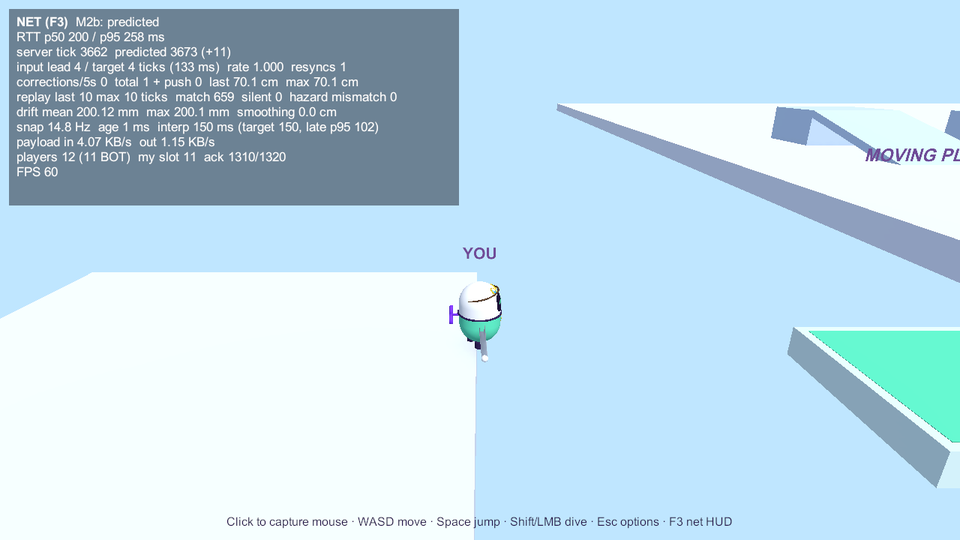 NET (F3)  M2b: predicted
RTT p50 200 / p95 258 ms
server tick 3662  predicted 3673 (+11)
input lead 4 / target 4 ticks (133 ms)  rate 1.000  resyncs 1
corrections/5s 0  total 1 + push 0  last 70.1 cm  max 70.1 cm
replay last 10 max 10 ticks  match 659  silent 0  hazard mismatch 0
drift mean 200.12 mm  max 200.1 mm  smoothing 0.0 cm
snap 14.8 Hz  age 1 ms  interp 150 ms (target 150, late p95 102)
payload in 4.07 KB/s  out 1.15 KB/s
players 12 (11 BOT)  my slot 11  ack 1310/1320
FPS 60
MOVING PL
YOU
H
Click to capture mouse · WASD move · Space jump · Shift/LMB dive · Esc options · F3 net HUD